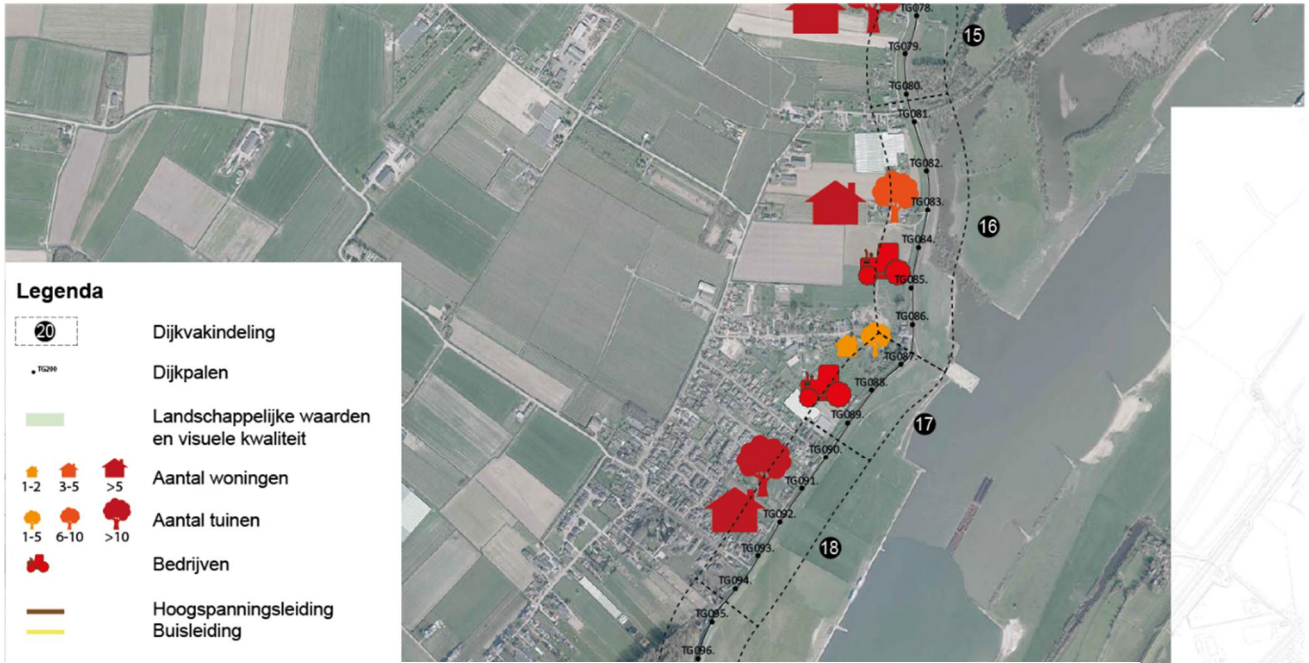 TG078.
15
TG079.
TG080.
TG081.
TG082.
TG083.
16
TG084.
TG085.
TG086.
TG087.
TG088.
TG089.
17
TG090.
TG091.
TG092.
18
TG093.
TG094.
TG095.
TG096.
Legenda
20 Dijkvakindeling
TG200 Dijkpalen
Landschappelijke waarden
en visuele kwaliteit
Aantal woningen
1-2 3-5 >5
Aantal tuinen
1-5 6-10 >10
Bedrijven
Hoogspanningsleiding
Buisleiding